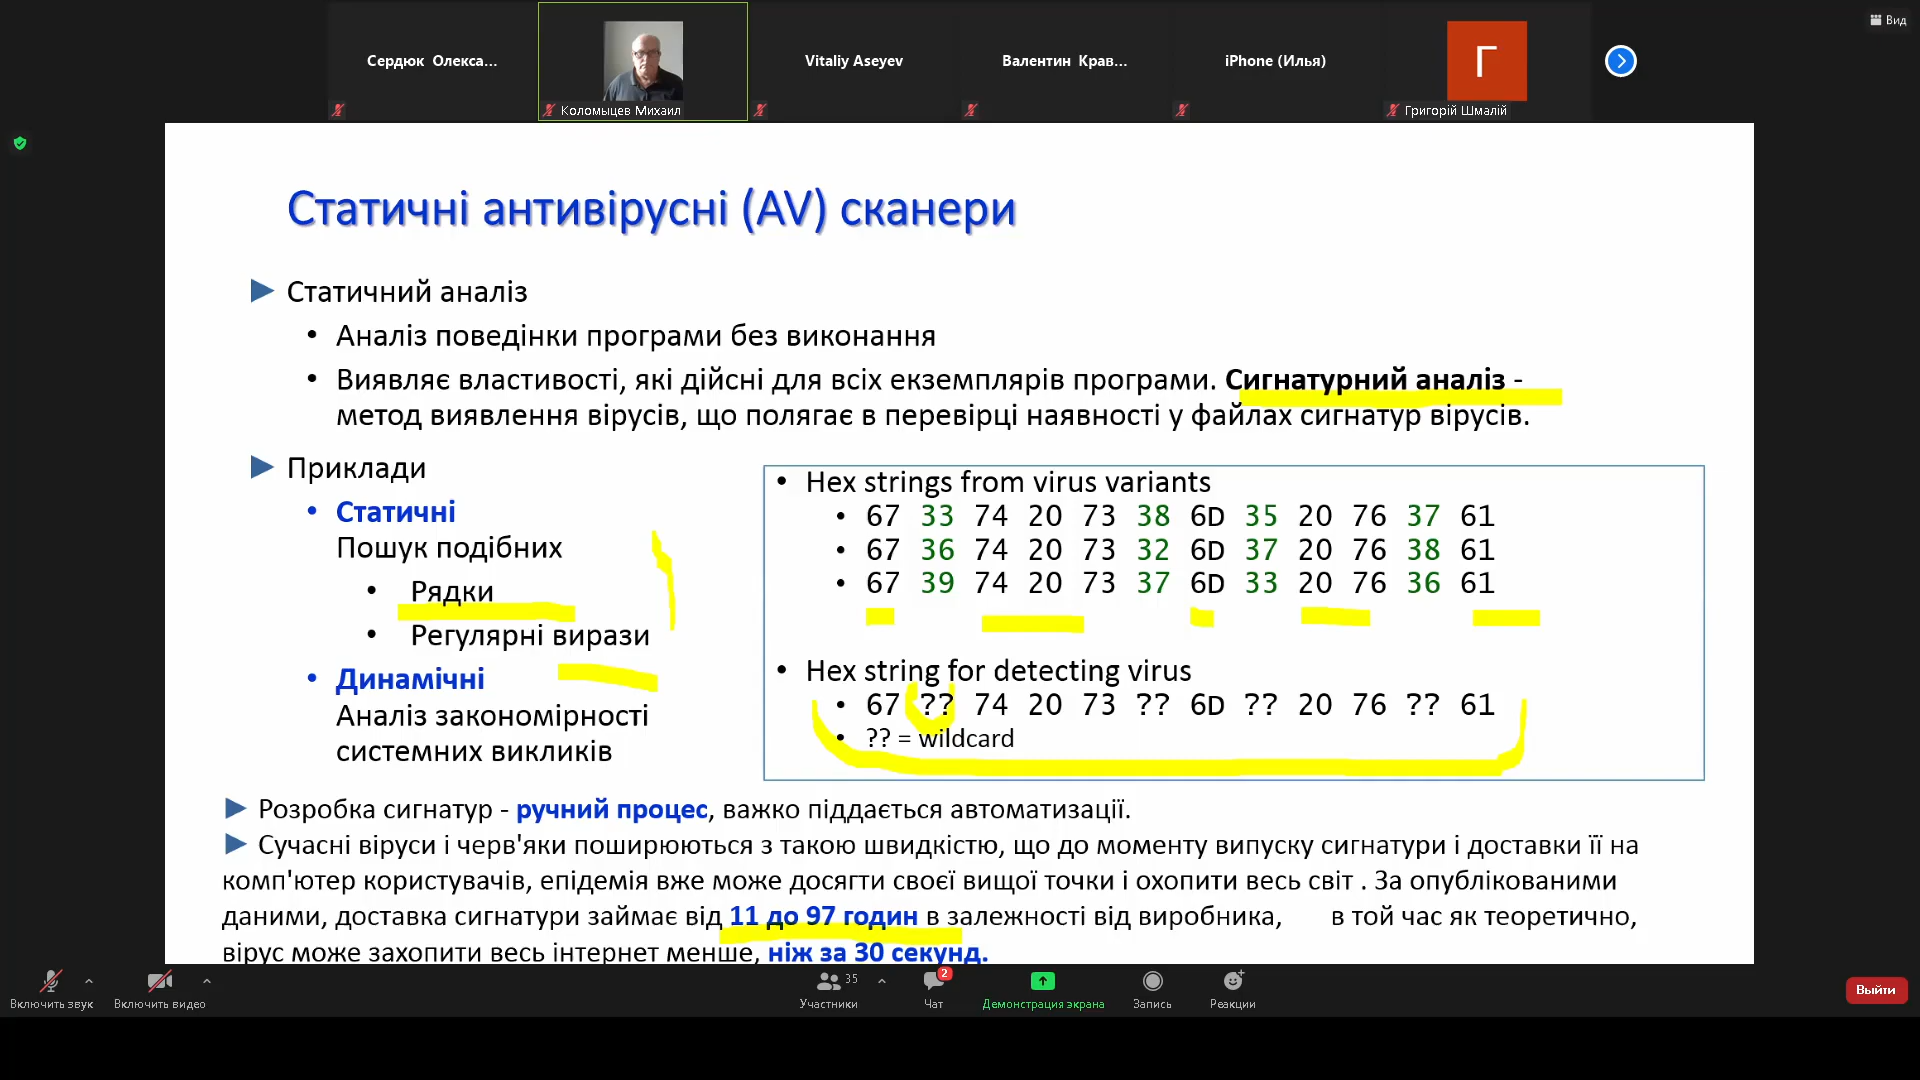 Вид
Сердюк Олекса...
Vitaliy Aseyev
Валентин Крав...
iPhone (Илья)
Г
Коломыцев Михаил
Григорій Шмалій
Статичні антивірусні (AV) сканери
Статичний аналіз
• Аналіз поведінки програми без виконання
• Виявляє властивості, які дійсні для всіх екземплярів програми. Сигнатурний аналіз -
метод виявлення вірусів, що полягає в перевірці наявності у файлах сигнатур вірусів.
Приклади
• Статичні
Пошук подібних
• Рядки
• Регулярні вирази
• Динамічні
Аналіз закономірності
системних викликів
• Hex strings from virus variants
• 67 33 74 20 73 38 6D 35 20 76 37 61
• 67 36 74 20 73 32 6D 37 20 76 38 61
• 67 39 74 20 73 37 6D 33 20 76 36 61
• Hex string for detecting virus
• 67 ?? 74 20 73 ?? 6D ?? 20 76 ?? 61
• ?? = wildcard
Розробка сигнатур - ручний процес, важко піддається автоматизації.
Сучасні віруси і черв'яки поширюються з такою швидкістю, що до моменту випуску сигнатури і доставки її на
комп'ютер користувачів, епідемія вже може досягти своєї вищої точки і охопити весь світ . За опублікованими
даними, доставка сигнатури займає від 11 до 97 годин в залежності від виробника, в той час як теоретично,
вірус може захопити весь інтернет менше, ніж за 30 секунд.
35
2
Включить звук
Включить видео
Участники
Чат
Демонстрация экрана
Запись
Реакции
Выйти